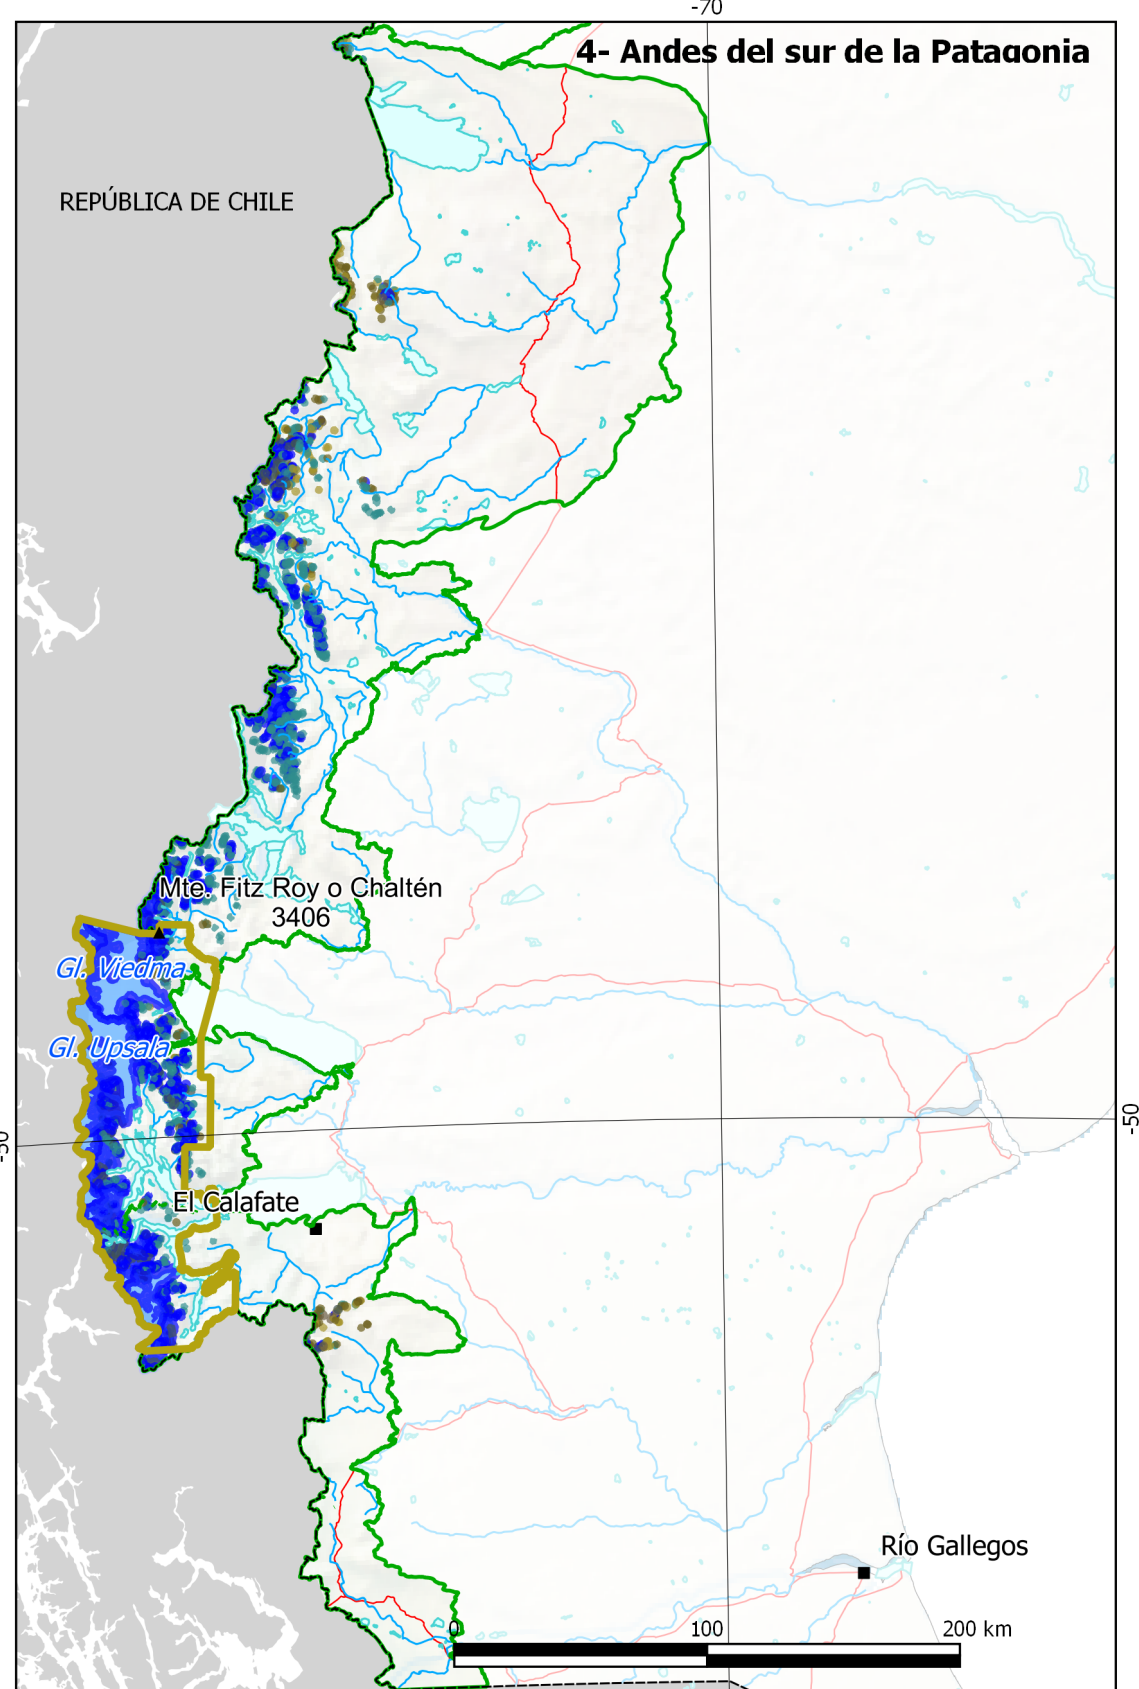 -70
4- Andes del sur de la Patagonia
REPÚBLICA DE CHILE
Mte. Fitz Roy o Chaltén
3406
Gl. Viedma
Gl. Upsala
-50
-50
El Calafate
Río Gallegos
0 100 200 km